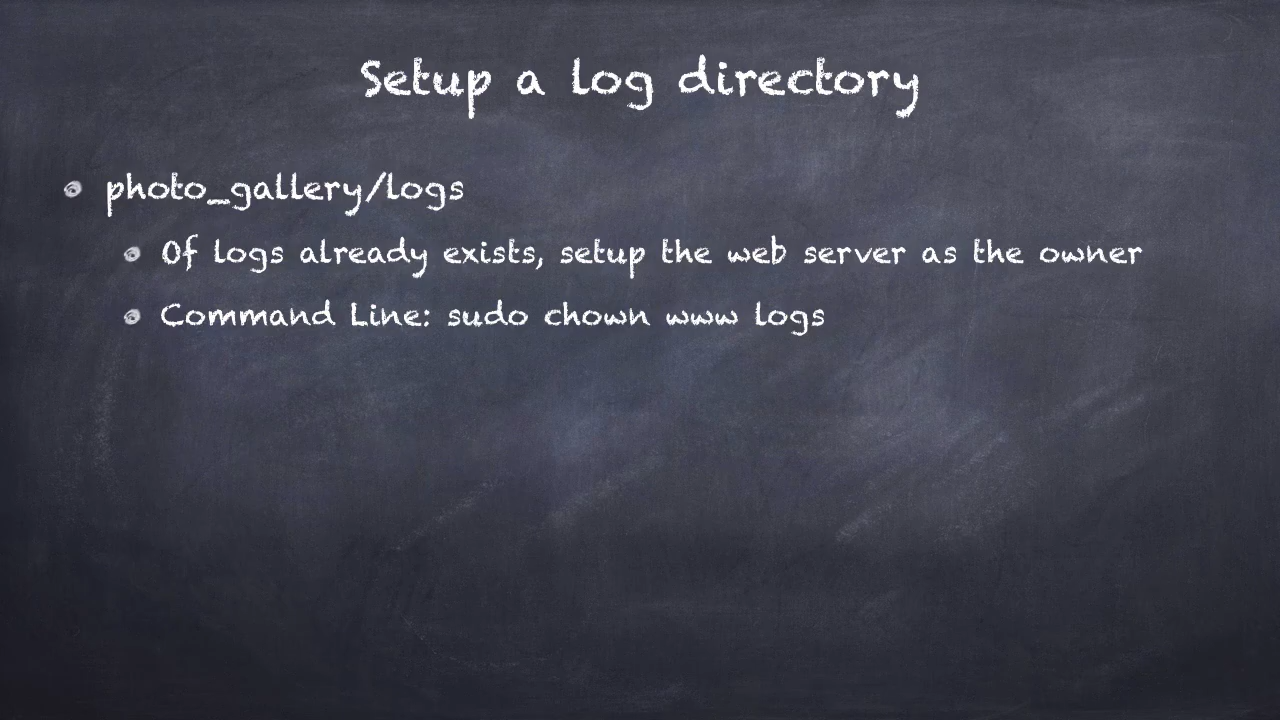 Setup a log directory
photo_gallery/logs
Of logs already exists, setup the web server as the owner
Command Line: sudo chown www logs